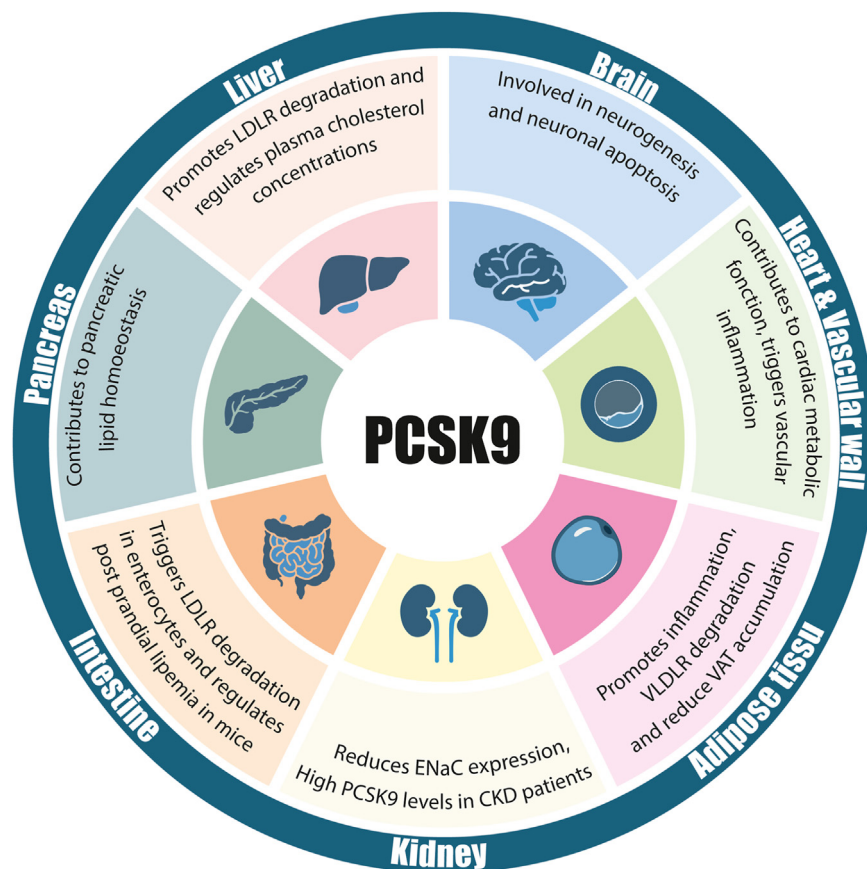 PCSK9
Liver
Promotes LDLR degradation and
regulates plasma cholesterol
concentrations
Brain
Involved in neurogenesis
and neuronal apoptosis
Heart & Vascular wall
Contributes to cardiac metabolic
fonction, triggers vascular
inflammation
Adipose tissu
Promotes inflammation,
VLDLR degradation
and reduce VAT accumulation
Kidney
Reduces ENaC expression,
High PCSK9 levels in CKD patients
Intestine
Triggers LDLR degradation
in enterocytes and regulates
post prandial lipemia in mice
Pancreas
Contributes to pancreatic
lipid homoeostasis